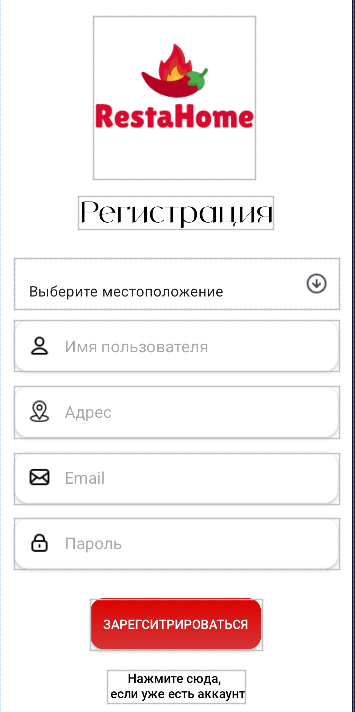 RestaHome
Регистрация
Выберите местоположение
Имя пользователя
Адрес
Email
Пароль
ЗАРЕГСИТРИРОВАТЬСЯ
Нажмите сюда,
если уже есть аккаунт